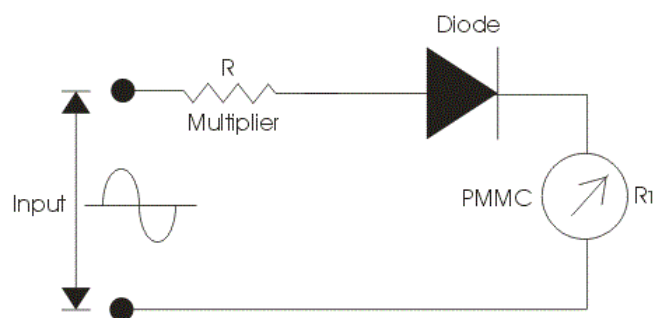 Diode
R
Multiplier
Input
PMMC
R1